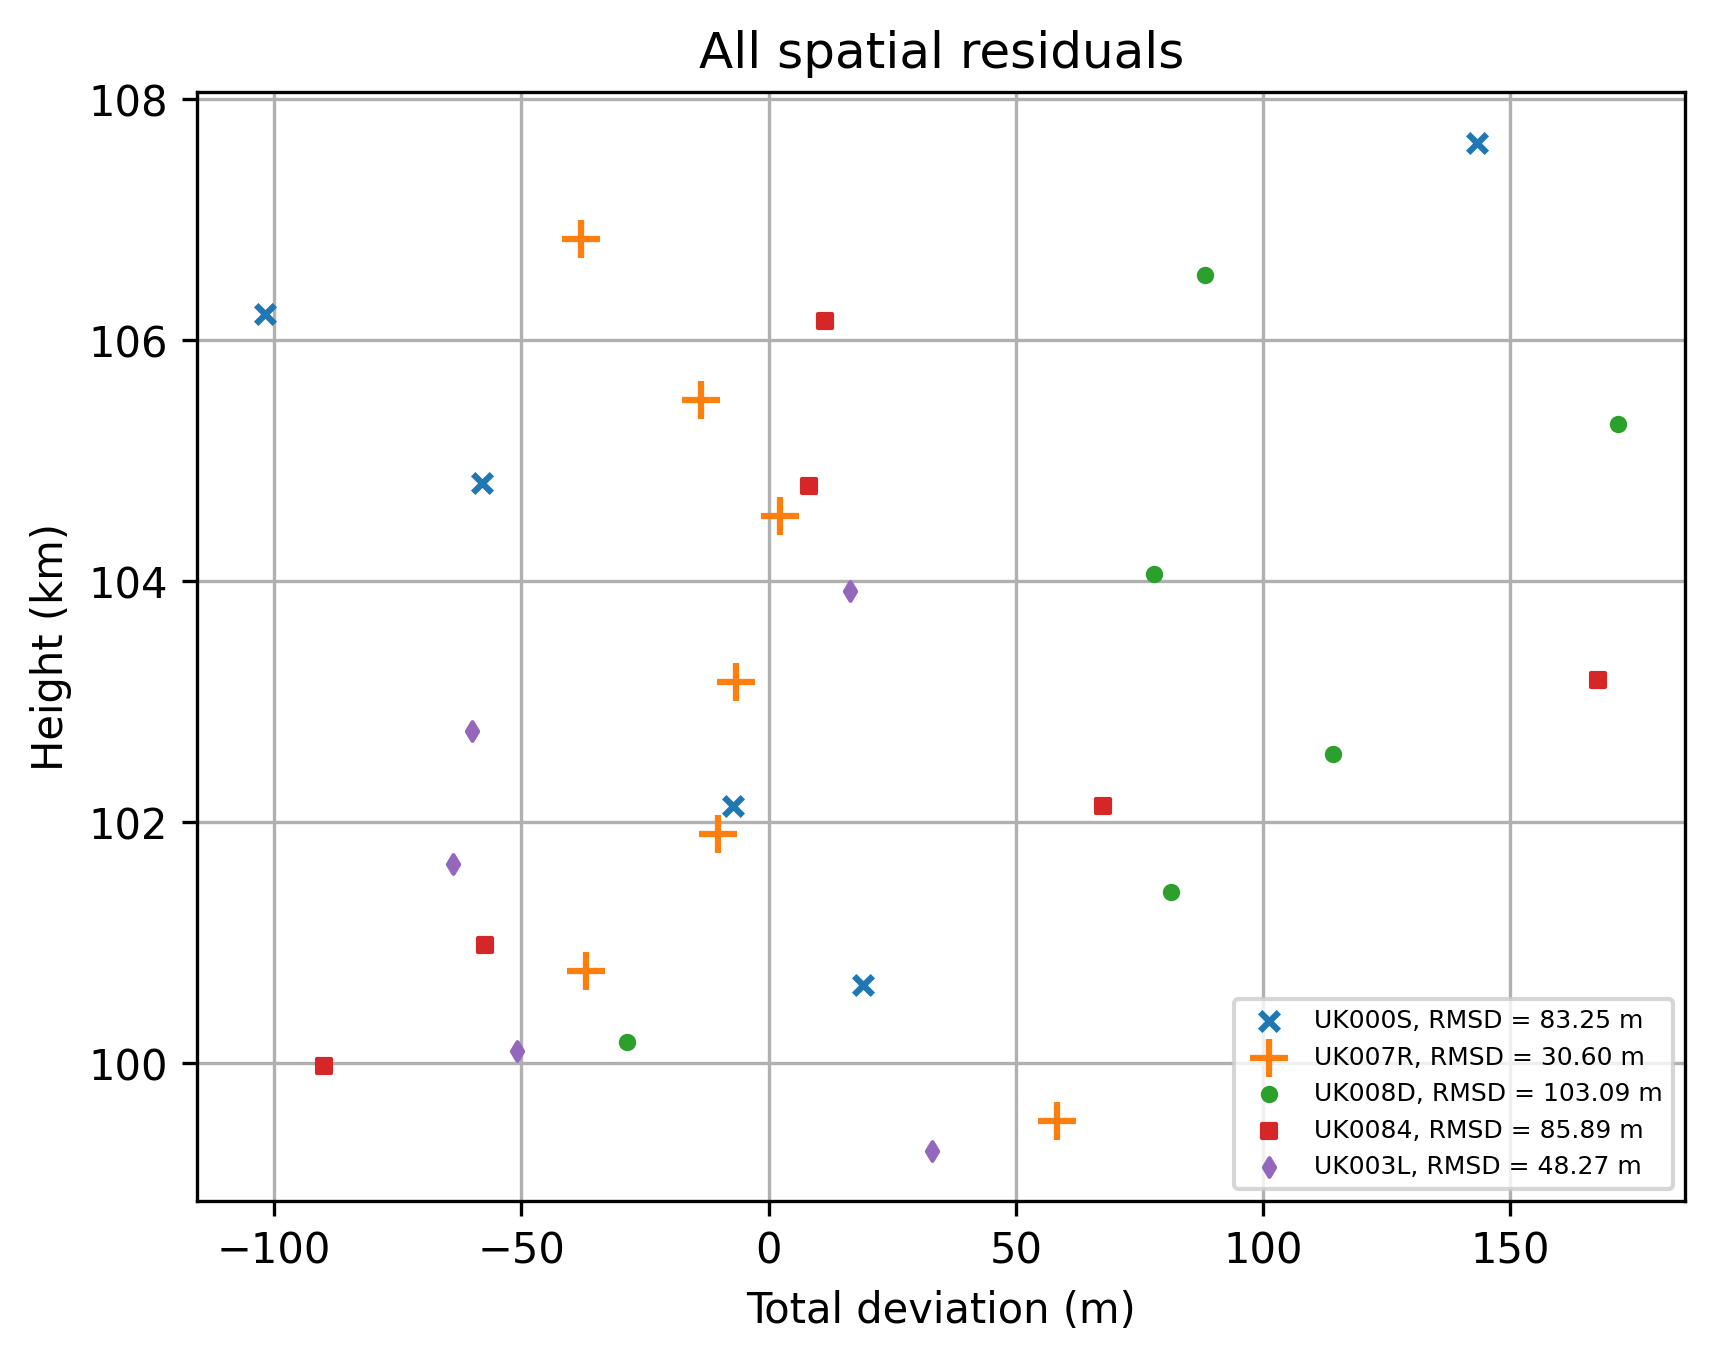 All spatial residuals
108
106
104
102
100
Height (km)
UK000S, RMSD = 83.25 m
UK007R, RMSD = 30.60 m
UK008D, RMSD = 103.09 m
UK0084, RMSD = 85.89 m
UK003L, RMSD = 48.27 m
−100 −50 0 50 100 150
Total deviation (m)